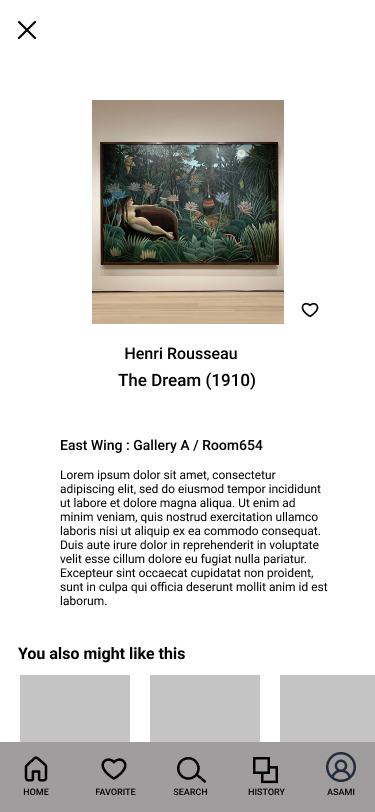 Henri Rousseau
The Dream (1910)
East Wing : Gallery A / Room654
Lorem ipsum dolor sit amet, consectetur
adipiscing elit, sed do eiusmod tempor incididunt
ut labore et dolore magna aliqua. Ut enim ad
minim veniam, quis nostrud exercitation ullamco
laboris nisi ut aliquip ex ea commodo consequat.
Duis aute irure dolor in reprehenderit in voluptate
velit esse cillum dolore eu fugiat nulla pariatur.
Excepteur sint occaecat cupidatat non proident,
sunt in culpa qui officia deserunt mollit anim id est
laborum.
You also might like this
HOME FAVORITE SEARCH HISTORY ASAMI